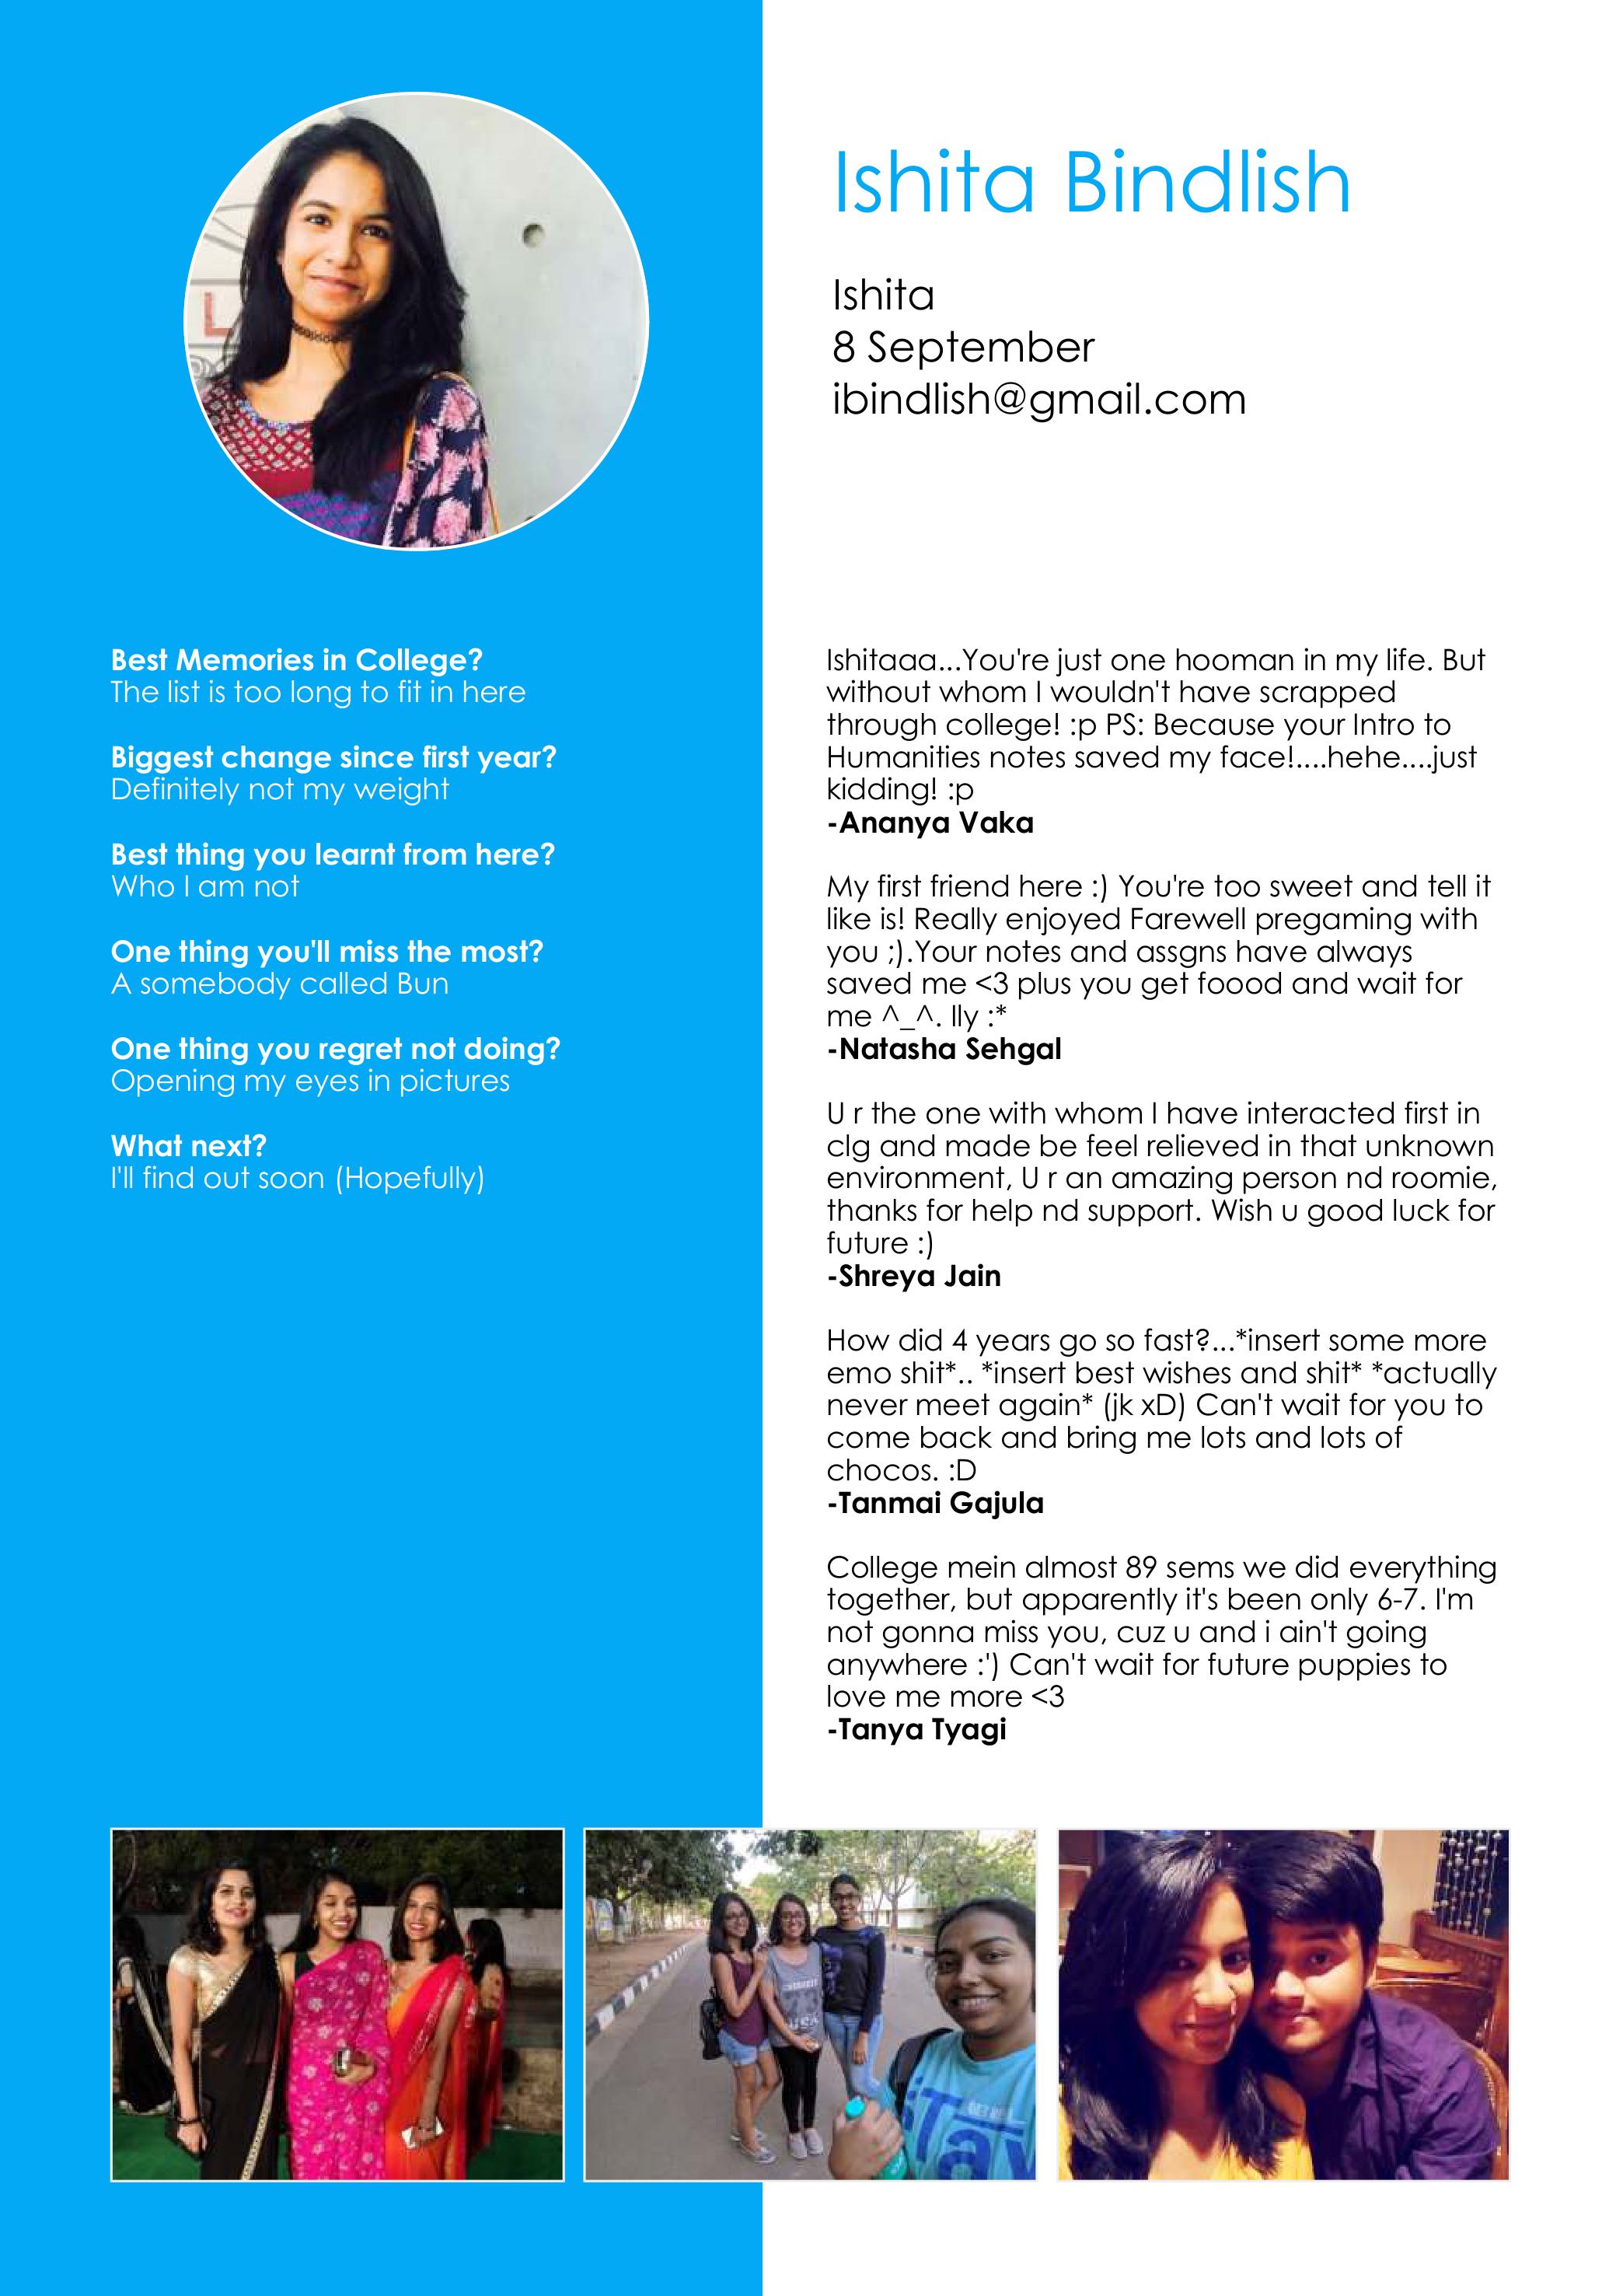 Ishita Bindlish
Ishita
8 September
ibindlish@gmail.com
Best Memories in College?
The list is too long to fit in here
Biggest change since first year?
Definitely not my weight
Best thing you learnt from here?
Who I am not
One thing you'll miss the most?
A somebody called Bun
One thing you regret not doing?
Opening my eyes in pictures
What next?
I'll find out soon (Hopefully)
Ishitaaa...You're just one hooman in my life. But
without whom I wouldn't have scrapped
through college! :p PS: Because your Intro to
Humanities notes saved my face!....hehe....just
kidding! :p
-Ananya Vaka
My first friend here :) You're too sweet and tell it
like is! Really enjoyed Farewell pregaming with
you ;).Your notes and assgns have always
saved me <3 plus you get foood and wait for
me ^_^. lly :*
-Natasha Sehgal
U r the one with whom I have interacted first in
clg and made be feel relieved in that unknown
environment, U r an amazing person nd roomie,
thanks for help nd support. Wish u good luck for
future :)
-Shreya Jain
How did 4 years go so fast?...*insert some more
emo shit*.. *insert best wishes and shit* *actually
never meet again* (jk xD) Can't wait for you to
come back and bring me lots and lots of
chocos. :D
-Tanmai Gajula
College mein almost 89 sems we did everything
together, but apparently it's been only 6-7. I'm
not gonna miss you, cuz u and i ain't going
anywhere :') Can't wait for future puppies to
love me more <3
-Tanya Tyagi